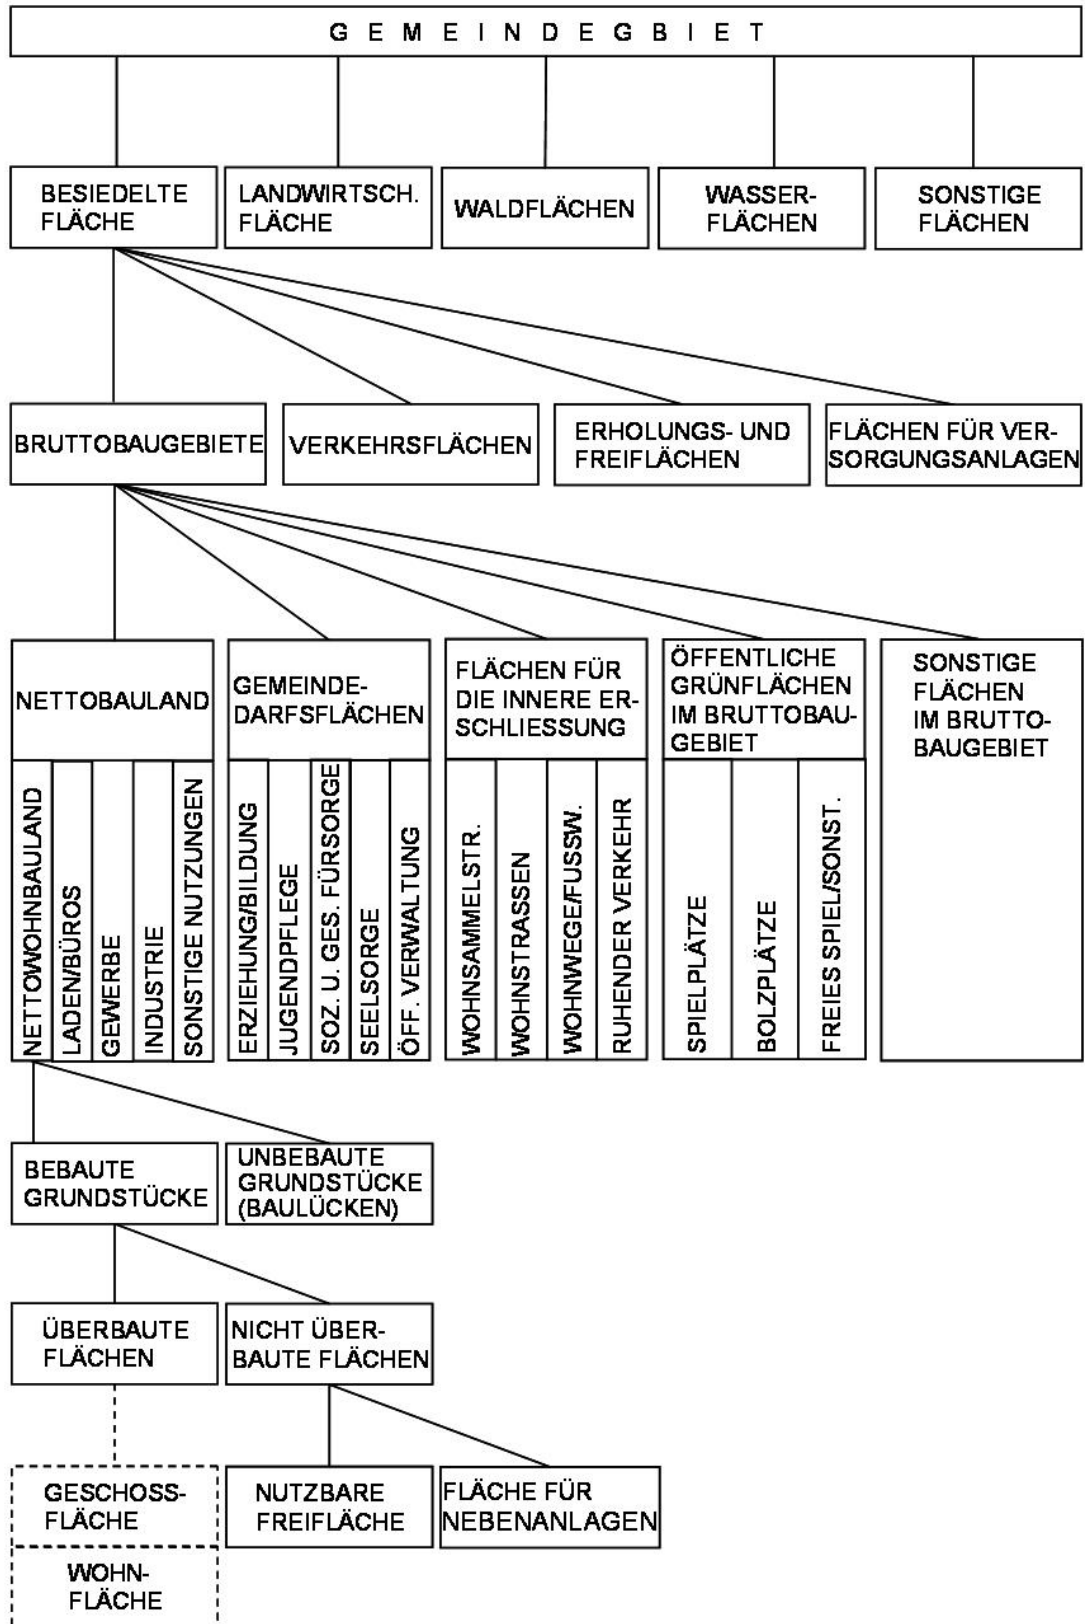 GEMEINDEGBIET
BESIEDELTE
FLÄCHE
LANDWIRTSCH.
FLÄCHE
WALDFLÄCHEN
WASSER-
FLÄCHEN
SONSTIGE
FLÄCHEN
BRUTTOBAUGEBIETE
VERKEHRSFLÄCHEN
ERHOLUNGS- UND
FREIFLÄCHEN
FLÄCHEN FÜR VER-
SORGUNGSANLAGEN
NETTOBAULAND
GEMEINDE-
DARFSFLÄCHEN
FLÄCHEN FÜR
DIE INNERE ER-
SCHLIESSUNG
ÖFFENTLICHE
GRÜNFLÄCHEN
IM BRUTTOBAU-
GEBIET
SONSTIGE
FLÄCHEN
IM BRUTTO-
BAUGEBIET
NETTOWOHNBAULAND
LADEN/BÜROS
GEWERBE
INDUSTRIE
SONSTIGE NUTZUNGEN
ERZIEHUNG/BILDUNG
JUGENDPFLEGE
SOZ. U. GES. FÜRSORGE
SEELSORGE
ÖFF. VERWALTUNG
WOHNSAMMELSTR.
WOHNSTRASSEN
WOHNWEGE/FUSSW.
RUHENDER VERKEHR
SPIELPLÄTZE
BOLZPLÄTZE
FREIES SPIEL/SONST.
BEBAUTE
GRUNDSTÜCKE
UNBEBAUTE
GRUNDSTÜCKE
(BAULÜCKEN)
ÜBERBAUTE
FLÄCHEN
NICHT ÜBER-
BAUTE FLÄCHEN
GESCHOSS-
FLÄCHE
NUTZBARE
FREIFLÄCHE
FLÄCHE FÜR
NEBENANLAGEN
WOHN-
FLÄCHE